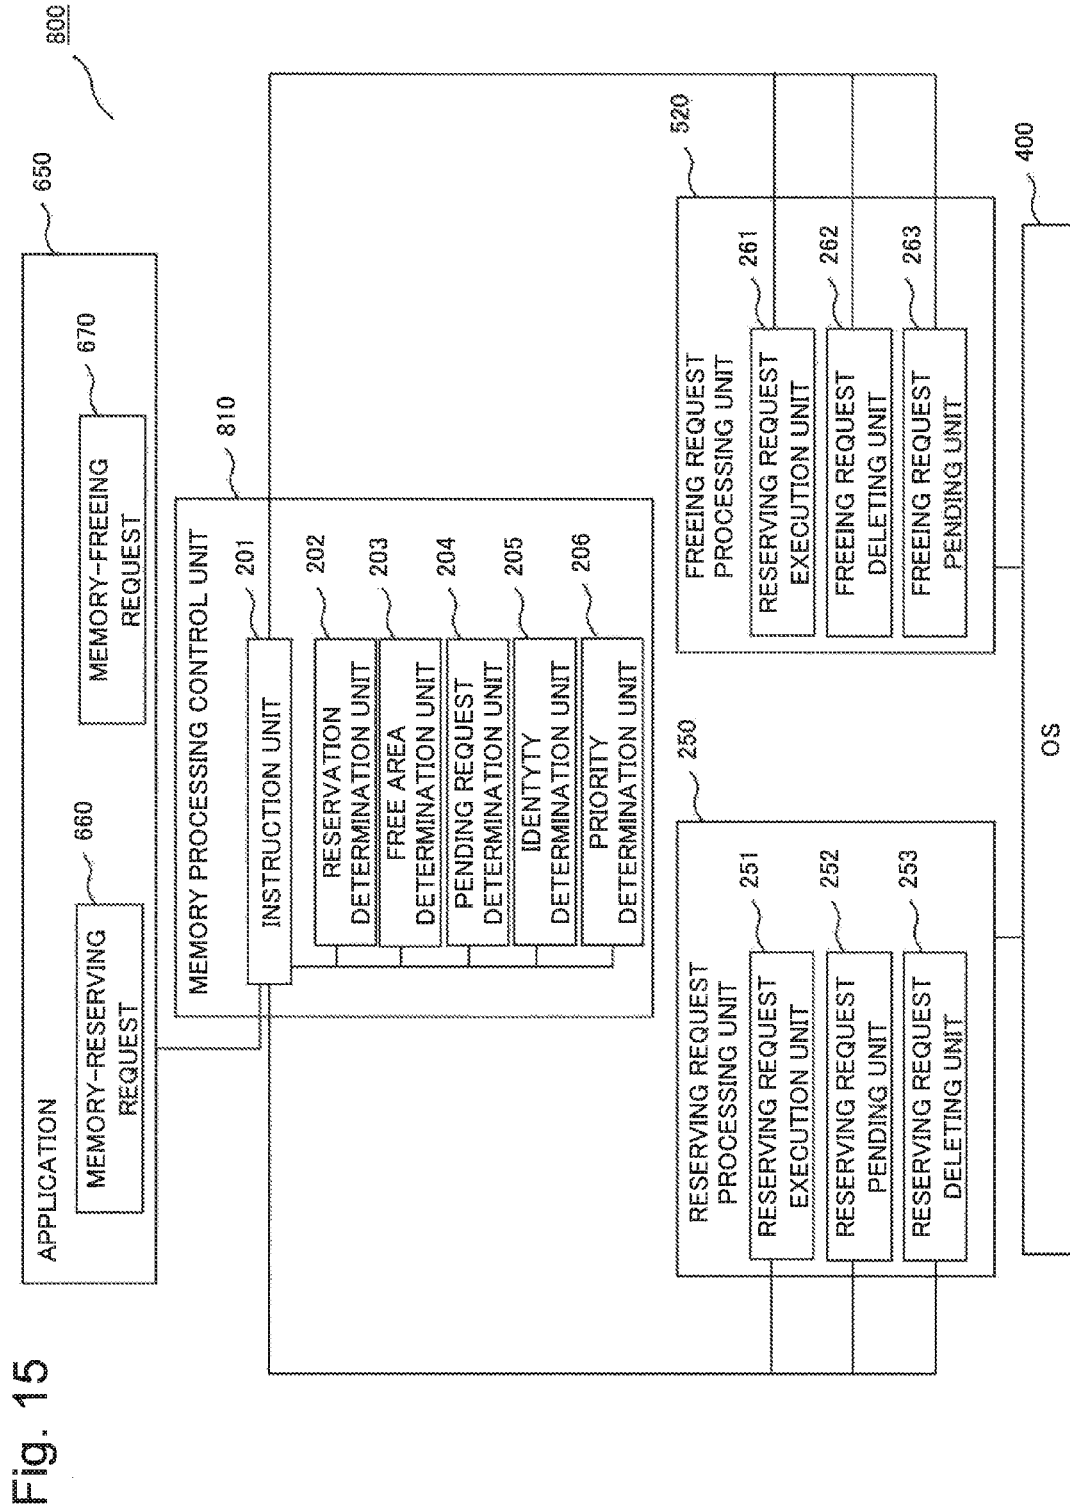 Fig. 15
800
650
APPLICATION
660
MEMORY-RESERVING
REQUEST
670
MEMORY-FREEING
REQUEST
810
MEMORY PROCESSING CONTROL UNIT
201
INSTRUCTION UNIT
202
RESERVATION
DETERMINATION UNIT
203
FREE AREA
DETERMINATION UNIT
204
PENDING REQUEST
DETERMINATION UNIT
205
IDENTYTY
DETERMINATION UNIT
206
PRIORITY
DETERMINATION UNIT
250
RESERVING REQUEST
PROCESSING UNIT
251
RESERVING REQUEST
EXECUTION UNIT
252
RESERVING REQUEST
PENDING UNIT
253
RESERVING REQUEST
DELETING UNIT
520
FREEING REQUEST
PROCESSING UNIT
261
RESERVING REQUEST
EXECUTION UNIT
262
FREEING REQUEST
DELETING UNIT
263
FREEING REQUEST
PENDING UNIT
400
OS